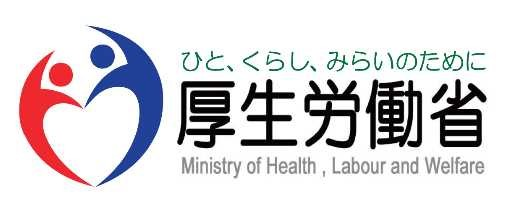 ひと、くらし、みらいのために
厚生労働省
Ministry of Health , Labour and Welfare